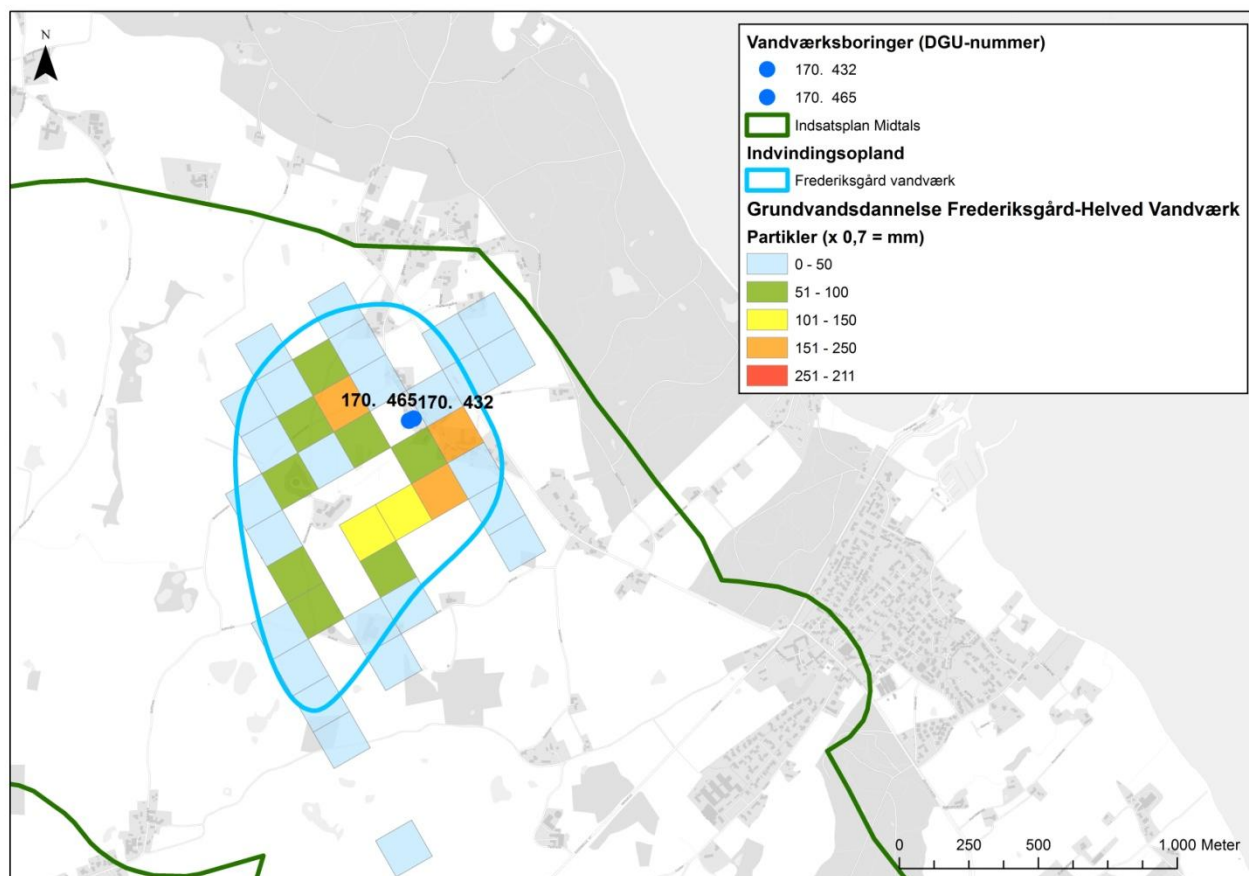 N
Vandværksboringer (DGU-nummer)
170. 432
170. 465
Indsatsplan Midtals
Indvindingsopland
Frederiksgård vandværk
Grundvandsdannelse Frederiksgård-Helved Vandværk
Partikler (x 0,7 = mm)
0 - 50
51 - 100
101 - 150
151 - 250
251 - 211
170. 465 170. 432
0 250 500 1.000 Meter